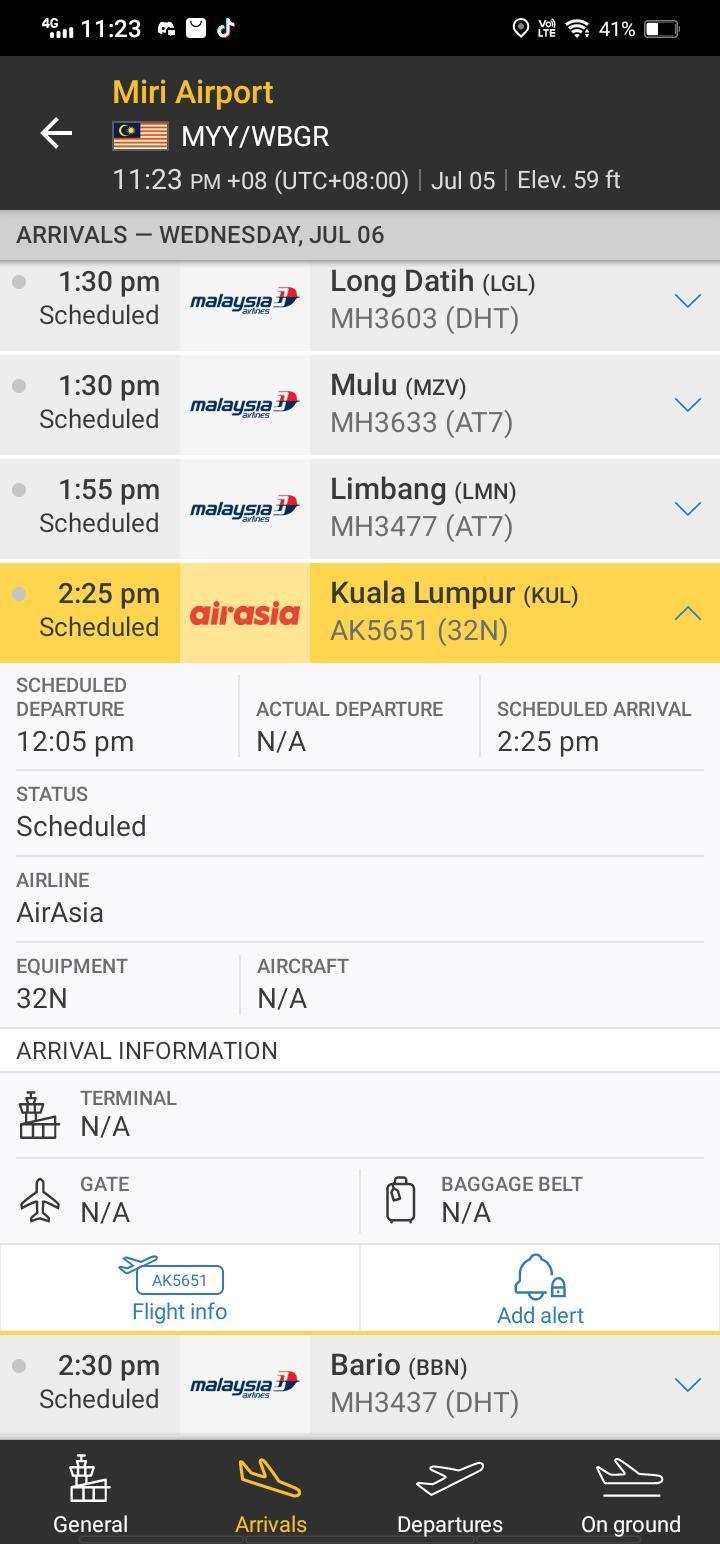 4G 11:23 Vo) LTE 41%
Miri Airport
MYY/WBGR
11:23 PM +08 (UTC+08:00) | Jul 05 | Elev. 59 ft
ARRIVALS — WEDNESDAY, JUL 06
1:30 pm malaysia airlines Long Datih (LGL)
Scheduled MH3603 (DHT)
1:30 pm malaysia airlines Mulu (MZV)
Scheduled MH3633 (AT7)
1:55 pm malaysia airlines Limbang (LMN)
Scheduled MH3477 (AT7)
2:25 pm airasia Kuala Lumpur (KUL)
Scheduled AK5651 (32N)
SCHEDULED
DEPARTURE ACTUAL DEPARTURE SCHEDULED ARRIVAL
12:05 pm N/A 2:25 pm
STATUS
Scheduled
AIRLINE
AirAsia
EQUIPMENT AIRCRAFT
32N N/A
ARRIVAL INFORMATION
TERMINAL
N/A
GATE BAGGAGE BELT
N/A N/A
AK5651
Flight info Add alert
2:30 pm malaysia airlines Bario (BBN)
Scheduled MH3437 (DHT)
General Arrivals Departures On ground